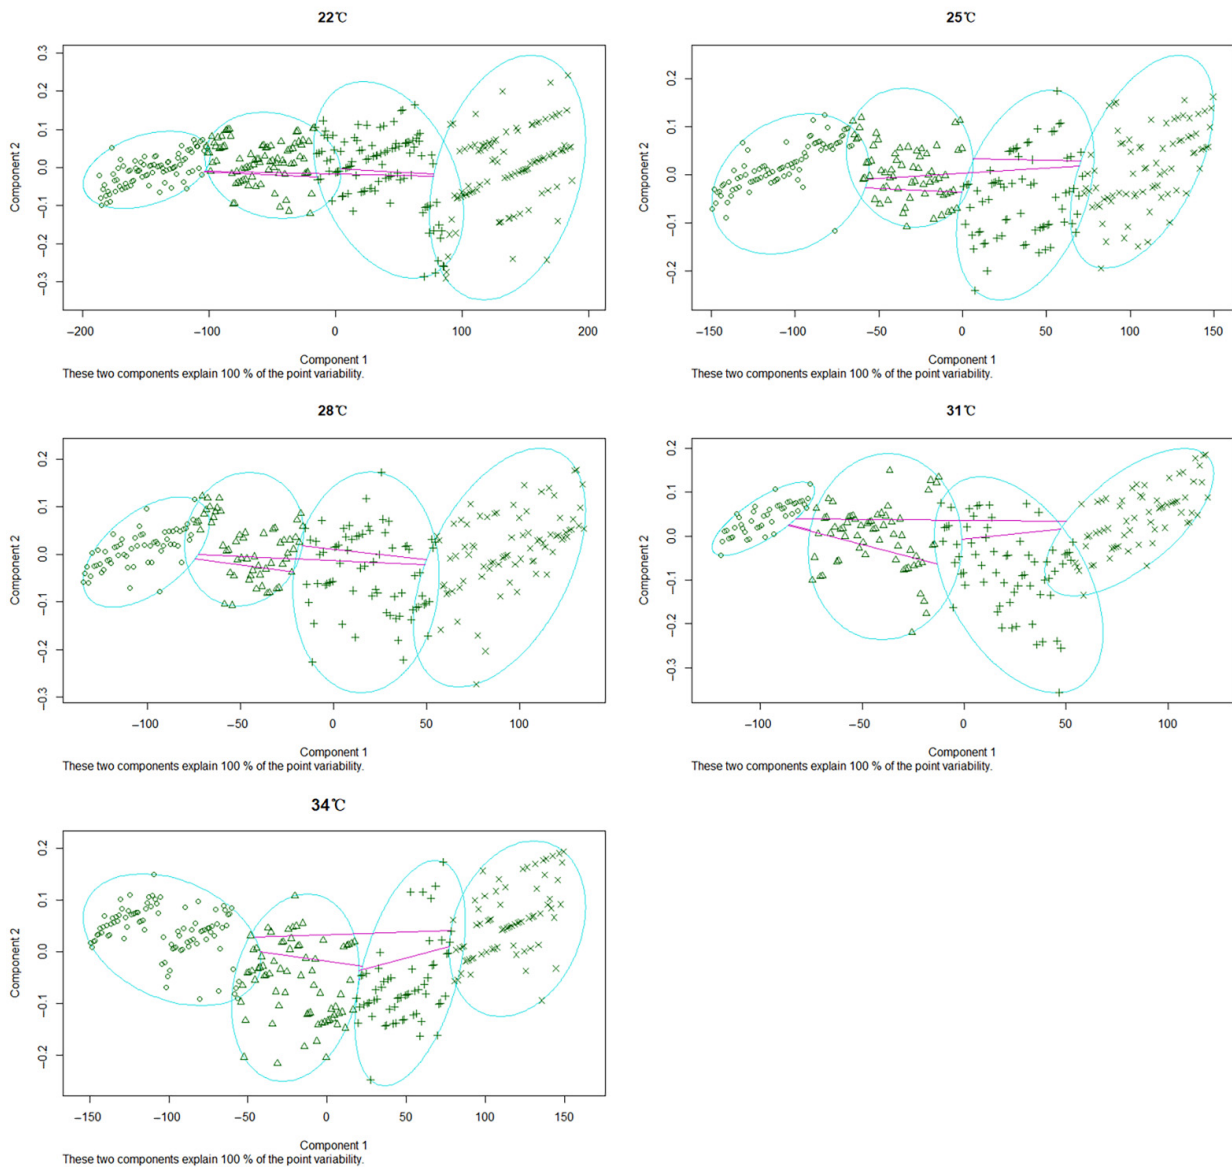 22℃
Component 2
0.3
0.2
0.1
0.0
−0.1
−0.2
−0.3
−200 −100 0 100 200
Component 1
These two components explain 100 % of the point variability.
25℃
Component 2
0.2
0.1
0.0
−0.1
−0.2
−150 −100 −50 0 50 100 150
Component 1
These two components explain 100 % of the point variability.
28℃
Component 2
0.2
0.1
0.0
−0.1
−0.2
−0.3
−100 −50 0 50 100
Component 1
These two components explain 100 % of the point variability.
31℃
Component 2
0.2
0.1
0.0
−0.1
−0.2
−0.3
−100 −50 0 50 100
Component 1
These two components explain 100 % of the point variability.
34℃
Component 2
0.2
0.1
0.0
−0.1
−0.2
−150 −100 −50 0 50 100 150
Component 1
These two components explain 100 % of the point variability.